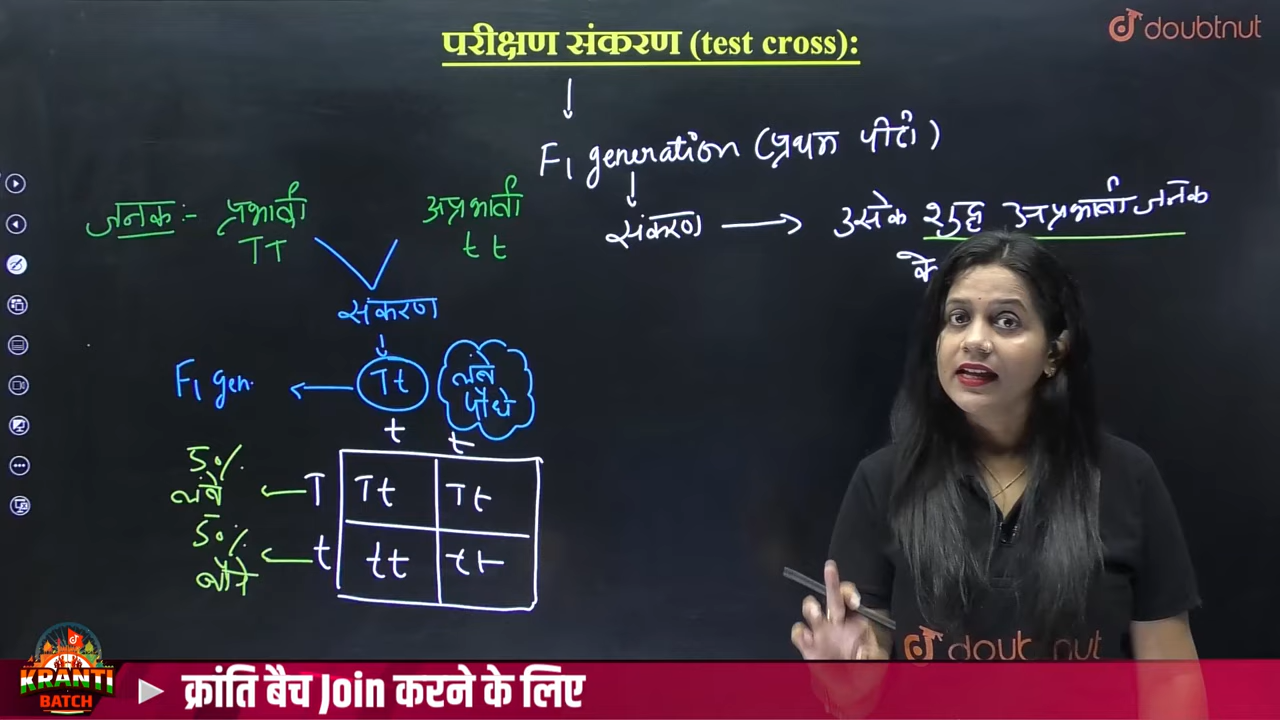 doubtnut
परीक्षण संकरण (test cross):
F1 generation (प्रथम पीढी)
जनक:- प्रभावी अप्रभावी
TT tt
संकरण → उसके शुद्ध अप्रभावी जनक
के
संकरण
F1 gen. ← Tt लंबे
पौधे
t t
50% लंबे ← T Tt Tt
50% बौने ← t tt tt
doubtnut
KRANTI
BATCH
क्रांति बैच Join करने के लिए